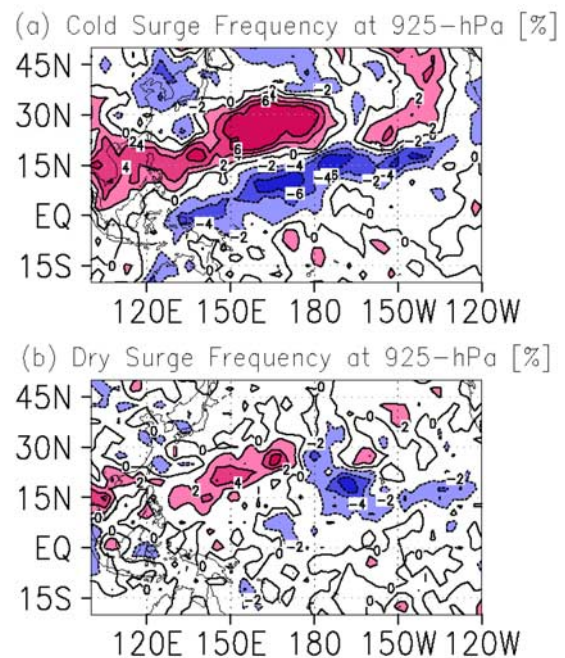 (a) Cold Surge Frequency at 925-hPa [%]
45N
30N
15N
EQ
15S
120E 150E 180 150W 120W
(b) Dry Surge Frequency at 925-hPa [%]
45N
30N
15N
EQ
15S
120E 150E 180 150W 120W